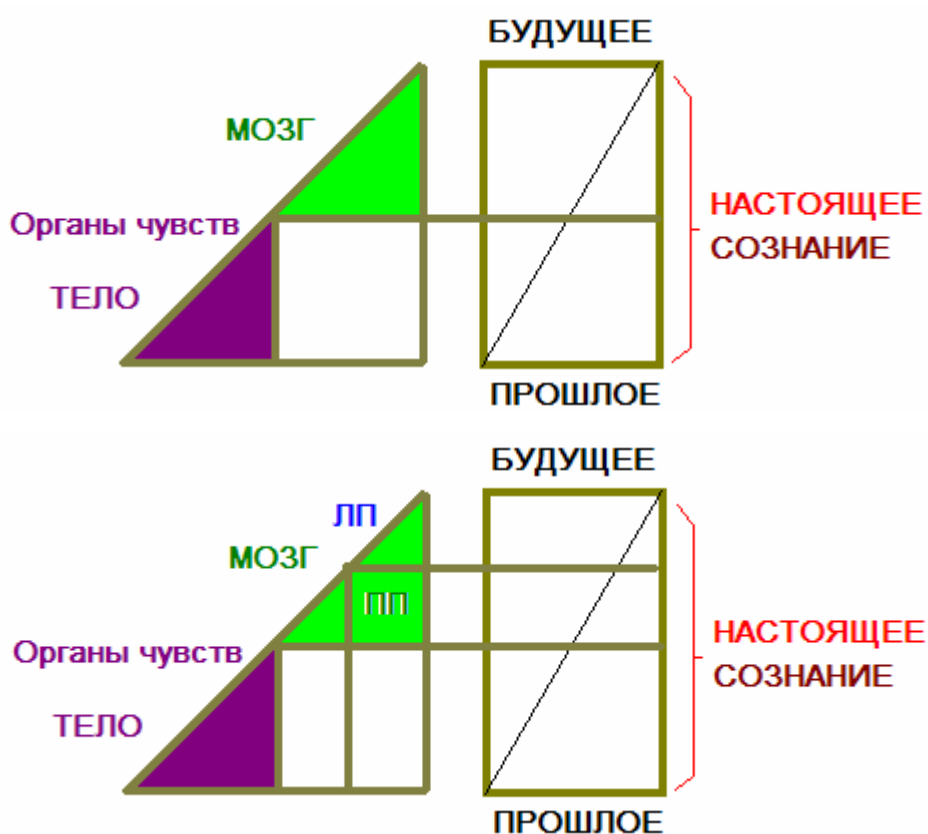 БУДУЩЕЕ
МОЗГ
Органы чувств
НАСТОЯЩЕЕ
СОЗНАНИЕ
ТЕЛО
ПРОШЛОЕ
БУДУЩЕЕ
ЛП
МОЗГ
ПП
Органы чувств
НАСТОЯЩЕЕ
СОЗНАНИЕ
ТЕЛО
ПРОШЛОЕ